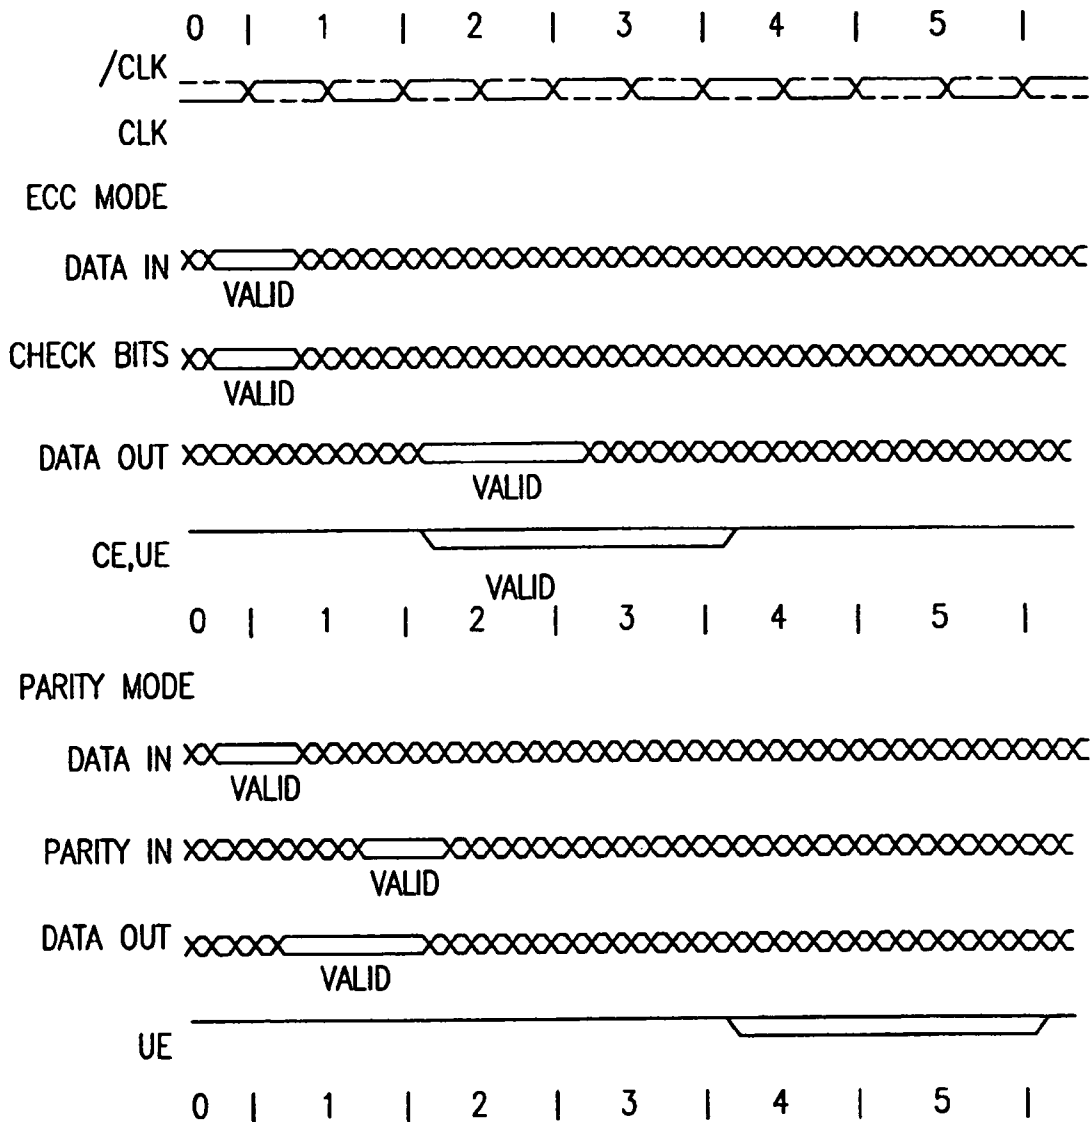 0 | 1 | 2 | 3 | 4 | 5 |
/CLK
CLK
ECC MODE
DATA IN
VALID
CHECK BITS
VALID
DATA OUT
VALID
CE,UE
VALID
0 | 1 | 2 | 3 | 4 | 5 |
PARITY MODE
DATA IN
VALID
PARITY IN
VALID
DATA OUT
VALID
UE
0 | 1 | 2 | 3 | 4 | 5 |